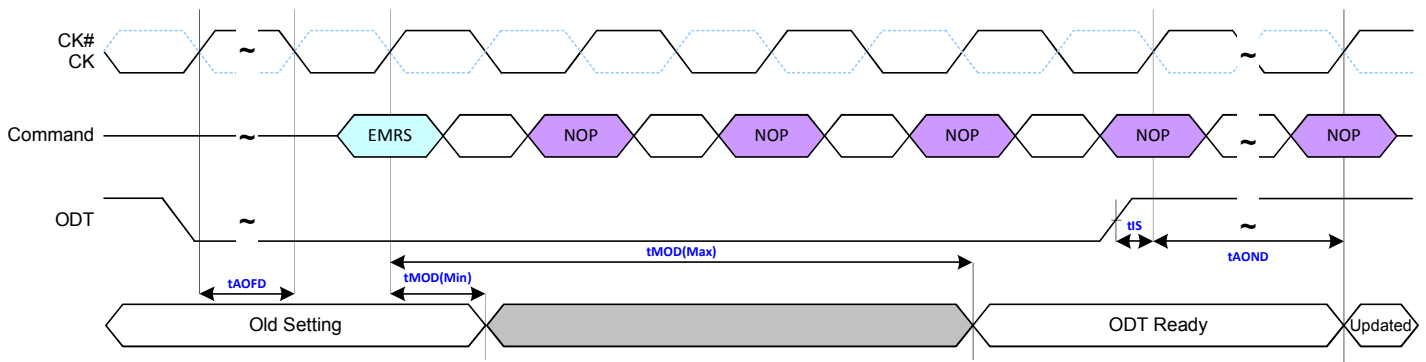 CK#
CK
~
~
Command
~
EMRS
NOP
NOP
NOP
NOP
~
NOP
ODT
~
tIS
~
tMOD(Max)
tAOND
tAOFD
tMOD(Min)
Old Setting
ODT Ready
Updated